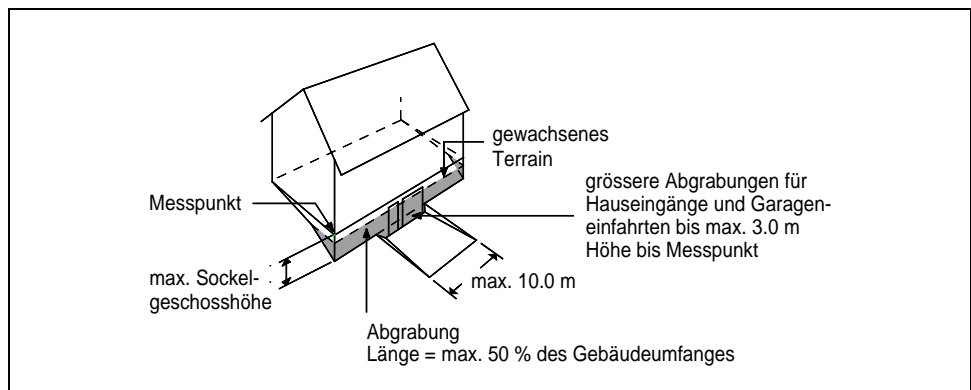 gewachsenes
Terrain
grössere Abgrabungen für
Hauseingänge und Garagen-
einfahrten bis max. 3.0 m
Höhe bis Messpunkt
Messpunkt
max. Sockel-
geschosshöhe
max. 10.0 m
Abgrabung
Länge = max. 50 % des Gebäudeumfanges